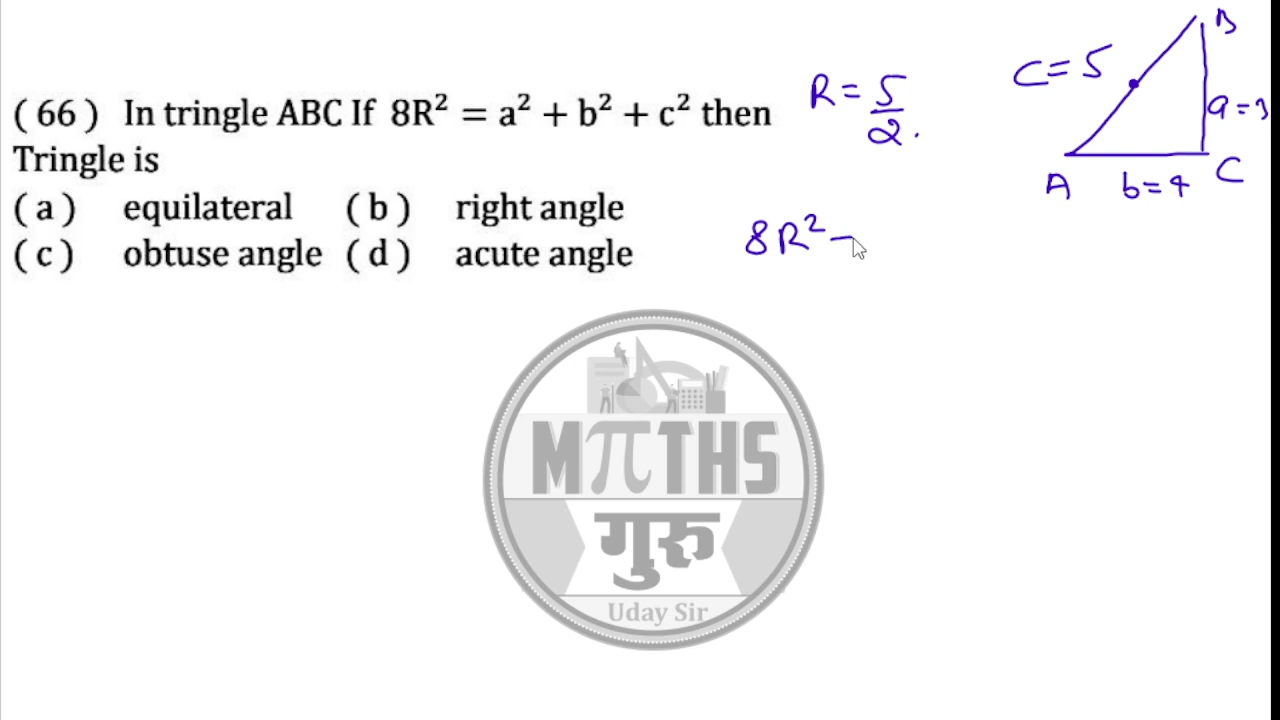 ( 66 ) In tringle ABC If 8R² = a² + b² + c² then
Tringle is
( a ) equilateral ( b ) right angle
( c ) obtuse angle ( d ) acute angle
R = 5/2.
C = 5
B
a = 3
A b = 4 C
8R² -
MπTHS
गुरु
Uday Sir